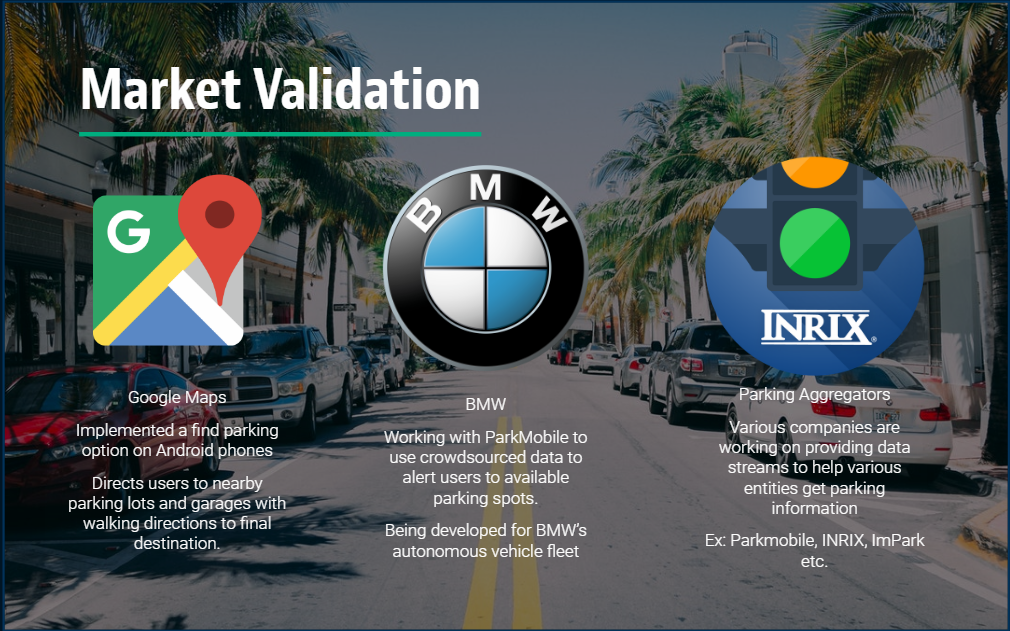 Market Validation
G
BMW
INRIX®
Google Maps
Implemented a find parking
option on Android phones
Directs users to nearby
parking lots and garages with
walking directions to final
destination.
BMW
Working with ParkMobile to
use crowdsourced data to
alert users to available
parking spots.
Being developed for BMW's
autonomous vehicle fleet
Parking Aggregators
Various companies are
working on providing data
streams to help various
entities get parking
information
Ex: Parkmobile, INRIX, ImPark
etc.